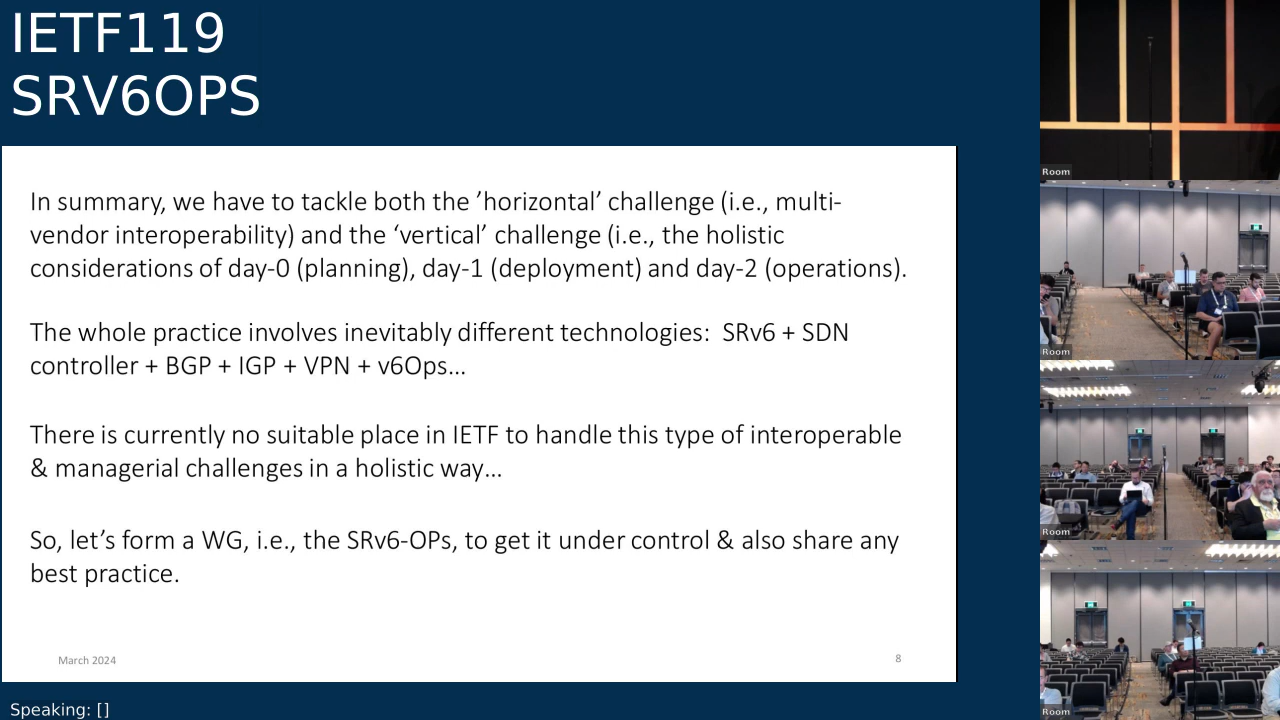 IETF119
SRV6OPS
In summary, we have to tackle both the ’horizontal’ challenge (i.e., multi-
vendor interoperability) and the ‘vertical’ challenge (i.e., the holistic
considerations of day-0 (planning), day-1 (deployment) and day-2 (operations).
The whole practice involves inevitably different technologies:  SRv6 + SDN
controller + BGP + IGP + VPN + v6Ops…
There is currently no suitable place in IETF to handle this type of interoperable
& managerial challenges in a holistic way…
So, let’s form a WG, i.e., the SRv6-OPs, to get it under control & also share any
best practice.
March 2024
8
Speaking: []
Room
Room
Room
Room